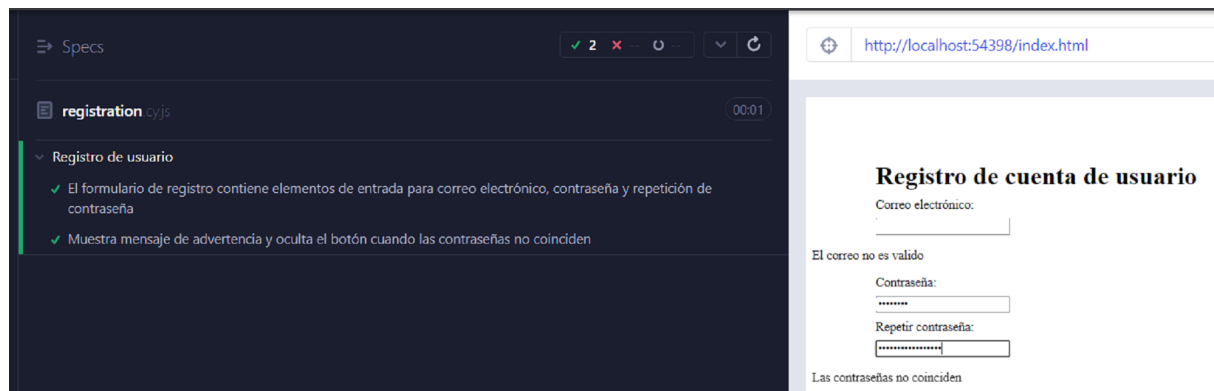 Specs
2 -- --
http://localhost:54398/index.html
registration.cy.js
00:01
Registro de usuario
El formulario de registro contiene elementos de entrada para correo electrónico, contraseña y repetición de
contraseña
Muestra mensaje de advertencia y oculta el botón cuando las contraseñas no coinciden
Registro de cuenta de usuario
Correo electrónico:
El correo no es valido
Contraseña:
Repetir contraseña:
Las contraseñas no coinciden